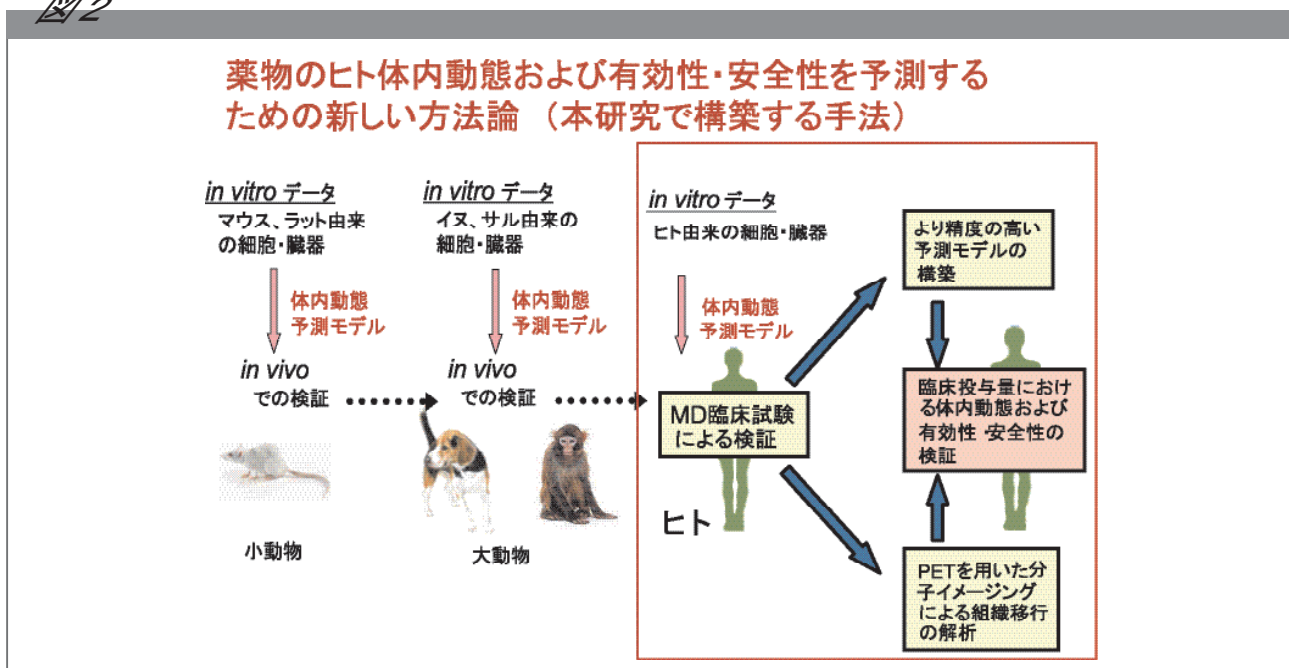 図2
薬物のヒト体内動態および有効性・安全性を予測する
ための新しい方法論 （本研究で構築する手法）
in vitro データ
マウス、ラット由来
の細胞・臓器
体内動態
予測モデル
in vivo
での検証
小動物
in vitro データ
イヌ、サル由来の
細胞・臓器
体内動態
予測モデル
in vivo
での検証
大動物
in vitro データ
ヒト由来の細胞・臓器
体内動態
予測モデル
MD臨床試験
による検証
ヒト
より精度の高い
予測モデルの
構築
臨床投与量におけ
る体内動態および
有効性・安全性の
検証
PETを用いた分
子イメージング
による組織移行
の解析